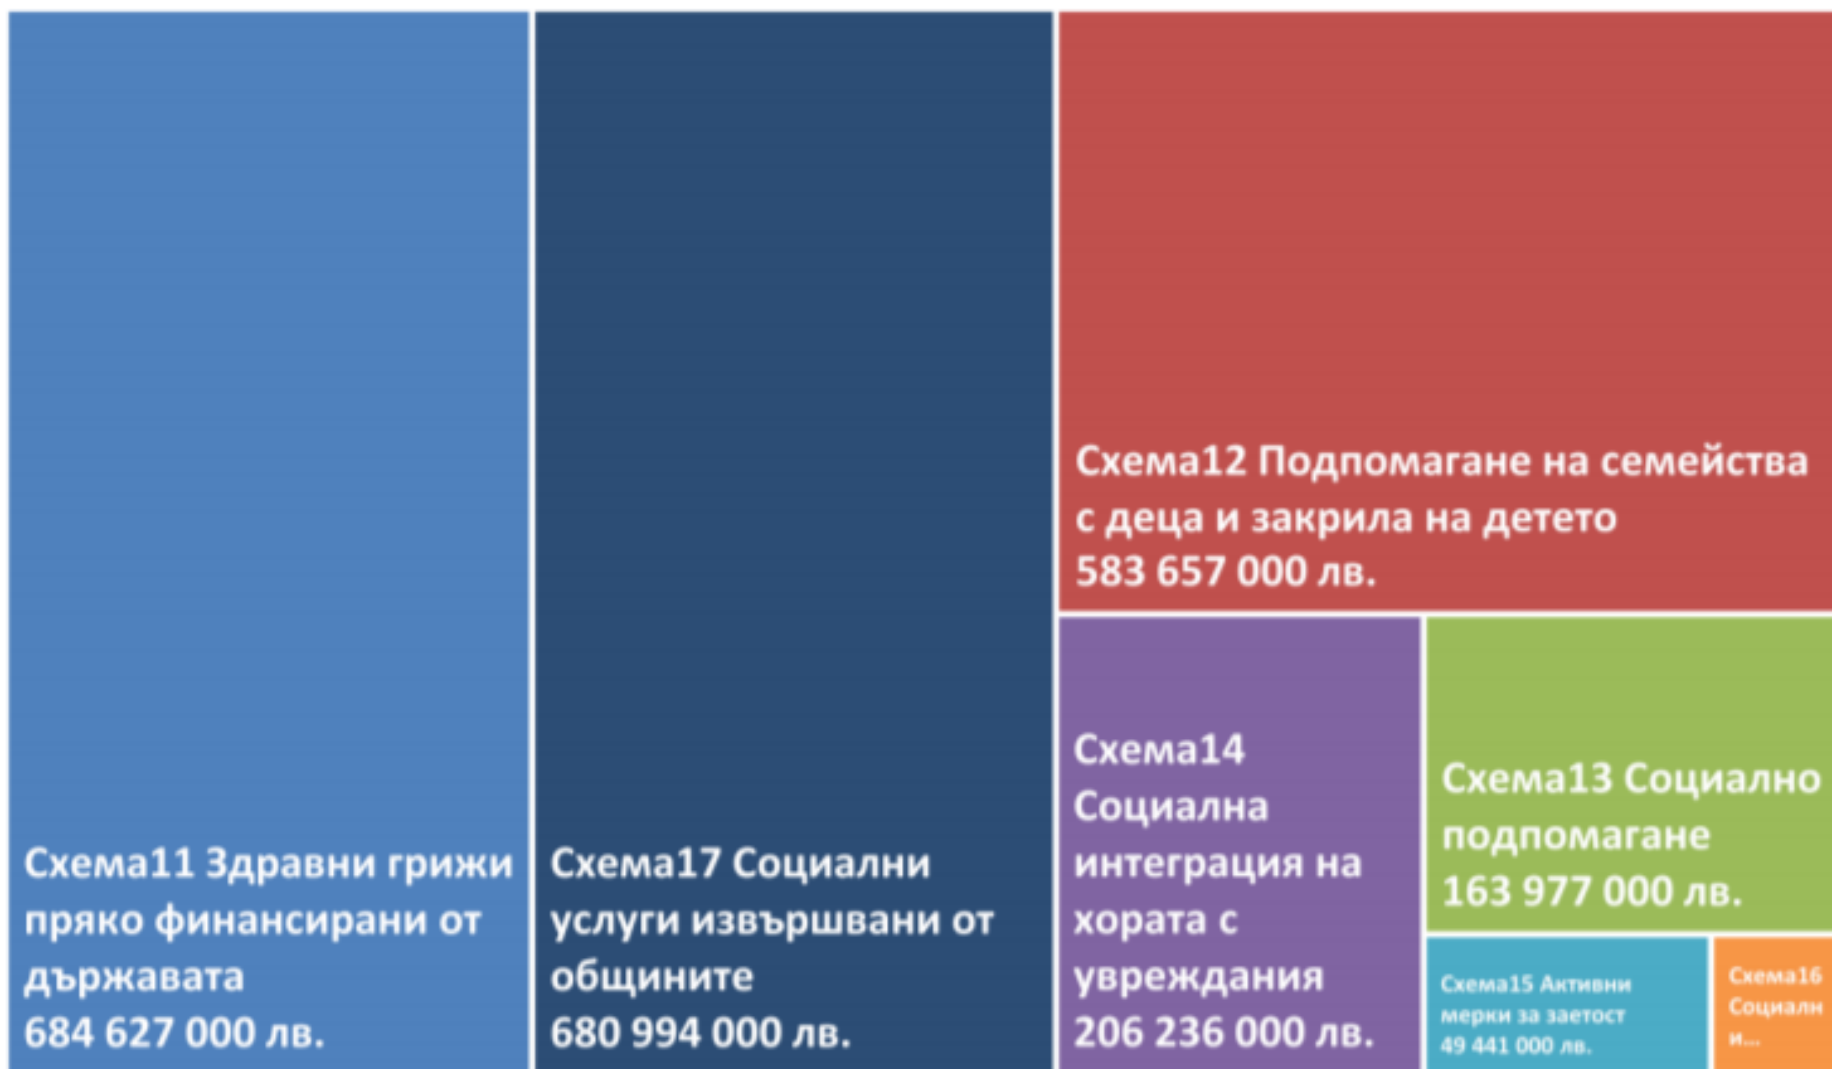 Схема11 Здравни грижи
пряко финансирани от
държавата
684 627 000 лв.
Схема17 Социални
услуги извършвани от
общините
680 994 000 лв.
Схема12 Подпомагане на семейства
с деца и закрила на детето
583 657 000 лв.
Схема14
Социална
интеграция на
хората с
увреждания
206 236 000 лв.
Схема13 Социално
подпомагане
163 977 000 лв.
Схема15 Активни
мерки за заетост
49 441 000 лв.
Схема16
Социалн
и...